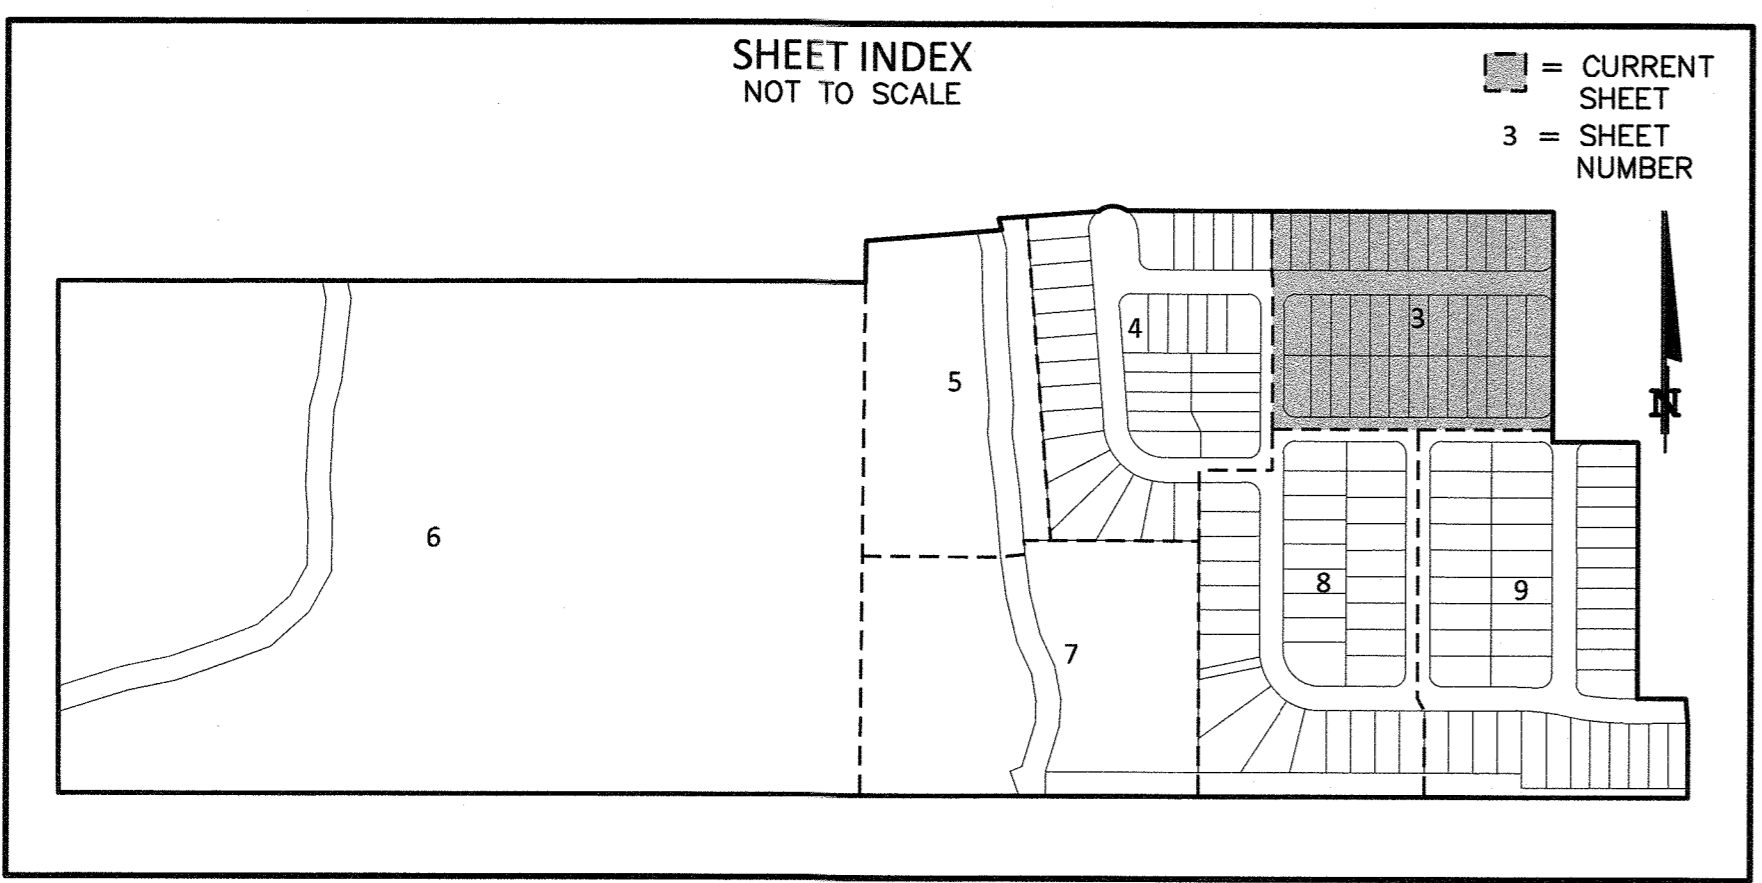 SHEET INDEX
NOT TO SCALE
= CURRENT
SHEET
3 = SHEET
NUMBER
3
4
5
N
6
8
9
7